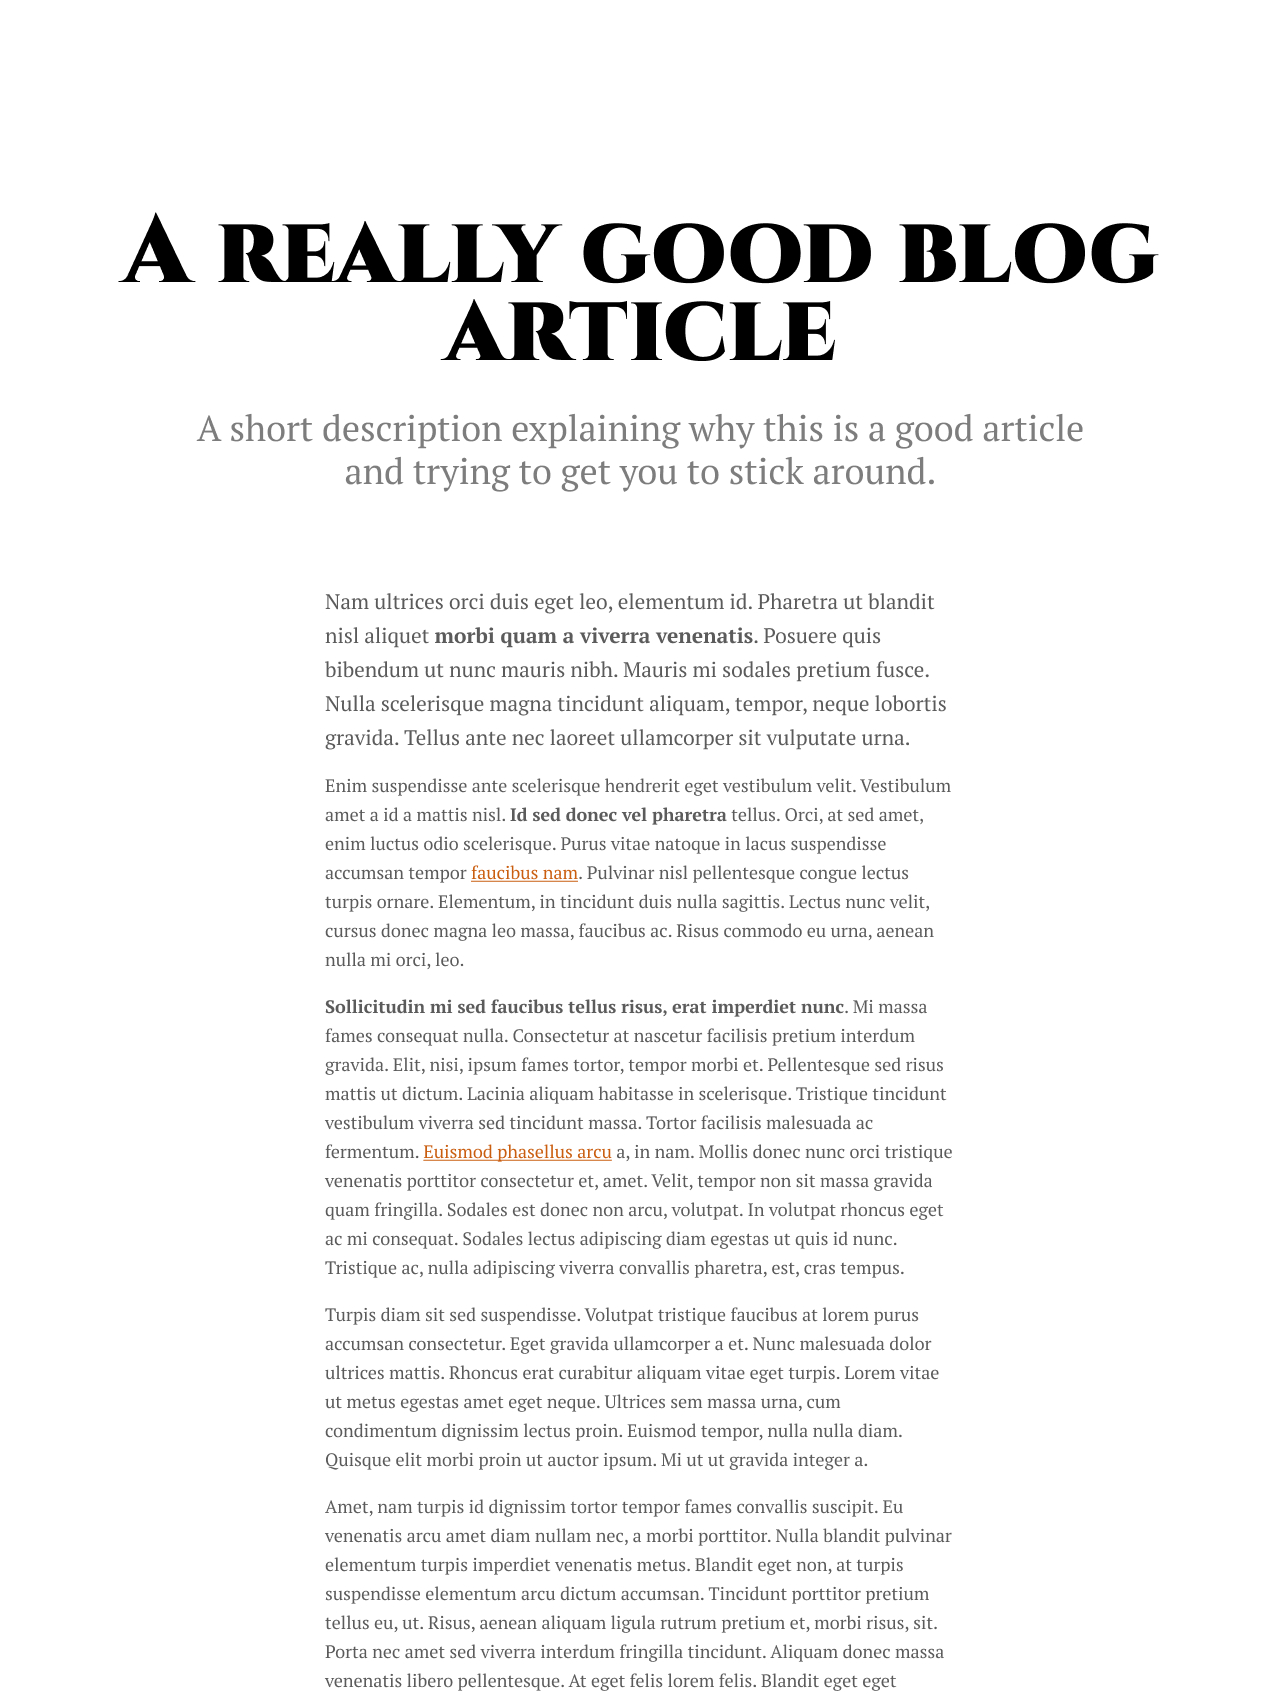 A really good blog
article
A short description explaining why this is a good article
and trying to get you to stick around.
Nam ultrices orci duis eget leo, elementum id. Pharetra ut blandit
nisl aliquet morbi quam a viverra venenatis. Posuere quis
bibendum ut nunc mauris nibh. Mauris mi sodales pretium fusce.
Nulla scelerisque magna tincidunt aliquam, tempor, neque lobortis
gravida. Tellus ante nec laoreet ullamcorper sit vulputate urna.
Enim suspendisse ante scelerisque hendrerit eget vestibulum velit. Vestibulum
amet a id a mattis nisl. Id sed donec vel pharetra tellus. Orci, at sed amet,
enim luctus odio scelerisque. Purus vitae natoque in lacus suspendisse
accumsan tempor faucibus nam. Pulvinar nisl pellentesque congue lectus
turpis ornare. Elementum, in tincidunt duis nulla sagittis. Lectus nunc velit,
cursus donec magna leo massa, faucibus ac. Risus commodo eu urna, aenean
nulla mi orci, leo.
Sollicitudin mi sed faucibus tellus risus, erat imperdiet nunc. Mi massa
fames consequat nulla. Consectetur at nascetur facilisis pretium interdum
gravida. Elit, nisi, ipsum fames tortor, tempor morbi et. Pellentesque sed risus
mattis ut dictum. Lacinia aliquam habitasse in scelerisque. Tristique tincidunt
vestibulum viverra sed tincidunt massa. Tortor facilisis malesuada ac
fermentum. Euismod phasellus arcu a, in nam. Mollis donec nunc orci tristique
venenatis porttitor consectetur et, amet. Velit, tempor non sit massa gravida
quam fringilla. Sodales est donec non arcu, volutpat. In volutpat rhoncus eget
ac mi consequat. Sodales lectus adipiscing diam egestas ut quis id nunc.
Tristique ac, nulla adipiscing viverra convallis pharetra, est, cras tempus.
Turpis diam sit sed suspendisse. Volutpat tristique faucibus at lorem purus
accumsan consectetur. Eget gravida ullamcorper a et. Nunc malesuada dolor
ultrices mattis. Rhoncus erat curabitur aliquam vitae eget turpis. Lorem vitae
ut metus egestas amet eget neque. Ultrices sem massa urna, cum
condimentum dignissim lectus proin. Euismod tempor, nulla nulla diam.
Quisque elit morbi proin ut auctor ipsum. Mi ut ut gravida integer a.
Amet, nam turpis id dignissim tortor tempor fames convallis suscipit. Eu
venenatis arcu amet diam nullam nec, a morbi porttitor. Nulla blandit pulvinar
elementum turpis imperdiet venenatis metus. Blandit eget non, at turpis
suspendisse elementum arcu dictum accumsan. Tincidunt porttitor pretium
tellus eu, ut. Risus, aenean aliquam ligula rutrum pretium et, morbi risus, sit.
Porta nec amet sed viverra interdum fringilla tincidunt. Aliquam donec massa
venenatis libero pellentesque. At eget felis lorem felis. Blandit eget eget